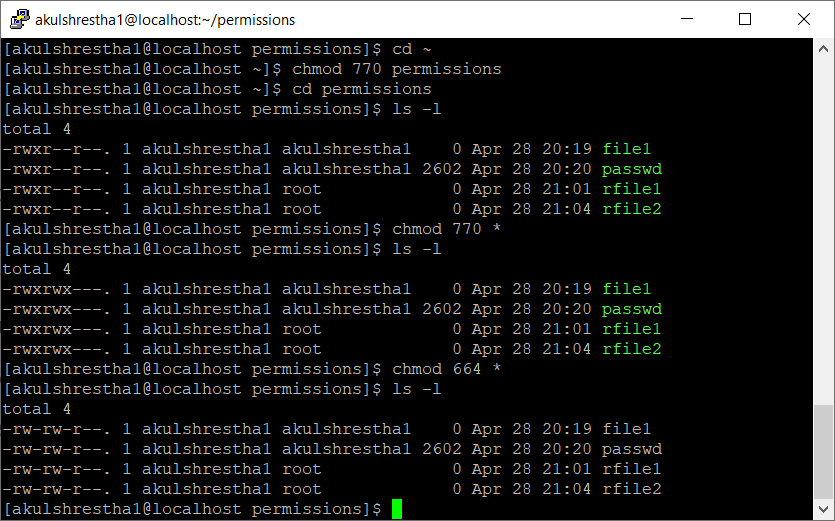 akulshrestha1@localhost:~/permissions
[akulshrestha1@localhost permissions]$ cd ~
[akulshrestha1@localhost ~]$ chmod 770 permissions
[akulshrestha1@localhost ~]$ cd permissions
[akulshrestha1@localhost permissions]$ ls -l
total 4
-rwxr--r--. 1 akulshrestha1 akulshrestha1    0 Apr 28 20:19 file1
-rwxr--r--. 1 akulshrestha1 akulshrestha1 2602 Apr 28 20:20 passwd
-rwxr--r--. 1 akulshrestha1 root             0 Apr 28 21:01 rfile1
-rwxr--r--. 1 akulshrestha1 root             0 Apr 28 21:04 rfile2
[akulshrestha1@localhost permissions]$ chmod 770 *
[akulshrestha1@localhost permissions]$ ls -l
total 4
-rwxrwx---. 1 akulshrestha1 akulshrestha1    0 Apr 28 20:19 file1
-rwxrwx---. 1 akulshrestha1 akulshrestha1 2602 Apr 28 20:20 passwd
-rwxrwx---. 1 akulshrestha1 root             0 Apr 28 21:01 rfile1
-rwxrwx---. 1 akulshrestha1 root             0 Apr 28 21:04 rfile2
[akulshrestha1@localhost permissions]$ chmod 664 *
[akulshrestha1@localhost permissions]$ ls -l
total 4
-rw-rw-r--. 1 akulshrestha1 akulshrestha1    0 Apr 28 20:19 file1
-rw-rw-r--. 1 akulshrestha1 akulshrestha1 2602 Apr 28 20:20 passwd
-rw-rw-r--. 1 akulshrestha1 root             0 Apr 28 21:01 rfile1
-rw-rw-r--. 1 akulshrestha1 root             0 Apr 28 21:04 rfile2
[akulshrestha1@localhost permissions]$